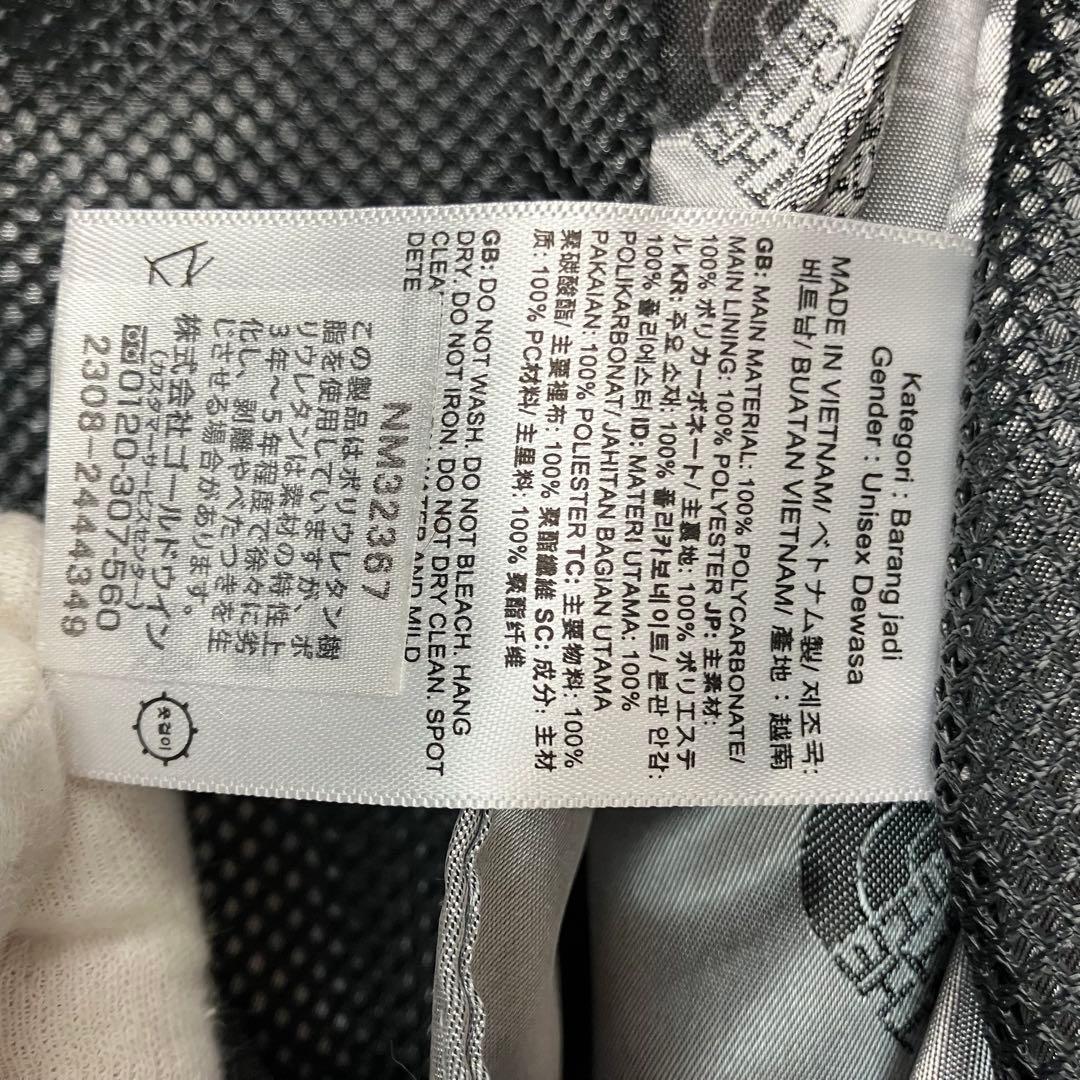 Kategori : Barang jadi
Gender : Unisex Dewasa
MADE IN VIETNAM/ ベトナム製/ 제조국:
베트남/ BUATAN VIETNAM/ 產地 : 越南
GB: MAIN MATERIAL: 100% POLYCARBONATE/
MAIN LINING: 100% POLYESTER JP: 主素材:
100% ポリカーボネート/ 主裏地: 100% ポリエステ
ル KR: 주요 소재: 100% 폴리카보네이트/ 본판 안감:
100% 폴리에스터 ID: MATERI UTAMA: 100%
POLIKARBONAT/ JAHITAN BAGIAN UTAMA
PAKAIAN: 100% POLIESTER TC: 主要物料: 100%
聚碳酸酯/ 主要裡布: 100% 聚酯纖維 SC: 成分: 主材
质: 100% PC材料/ 主里料: 100% 聚酯纤维
GB: DO NOT WASH. DO NOT BLEACH. HANG
DRY. DO NOT IRON. DO NOT DRY CLEAN. SPOT
CLEA WATER AND MILD
DETE
NM32367
この製品はポリウレタン樹
脂を使用していますが、ポ
リウレタンは素材の特性上
3年〜5年程度で徐々に劣
化し、剥離やべたつきを生
じさせる場合があります。
株式会社ゴールドウイン
(カスタマーサービスセンター)
0120-307-560
2308-2444349
옷걸이
THE
THE